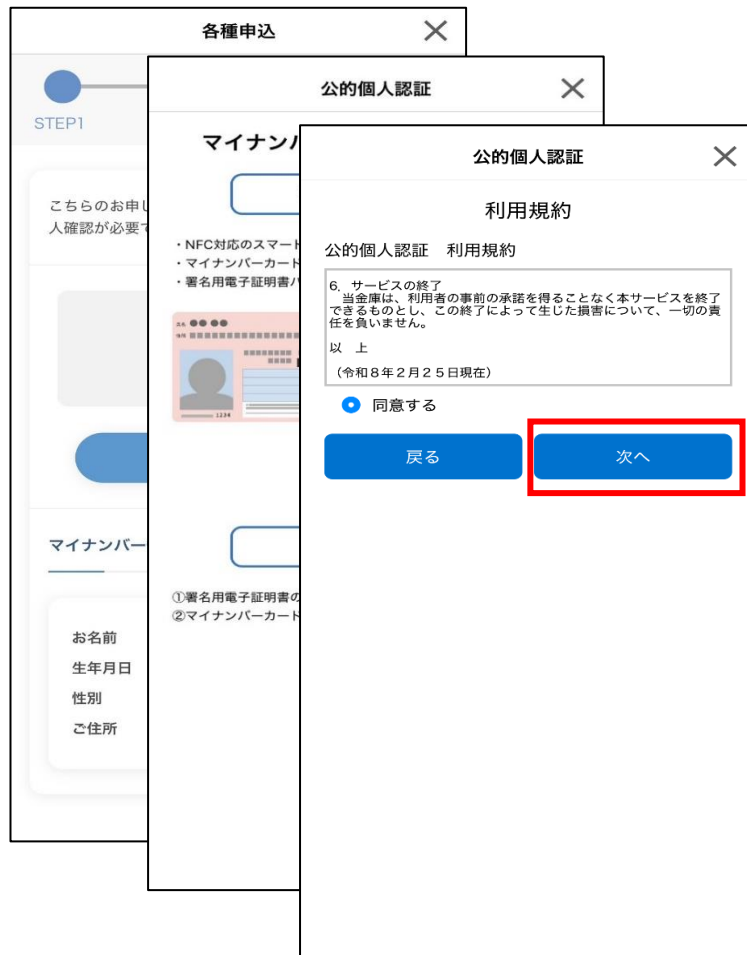 各種申込
STEP1
こちらのお申し
人確認が必要で
マイナンバー
お名前
生年月日
性別
ご住所
公的個人認証
マイナンバ
・NFC対応のスマート
・マイナンバーカード
・署名用電子証明書パ
1234
①署名用電子証明書の
②マイナンバーカード
公的個人認証
利用規約
公的個人認証　利用規約
6．サービスの終了
当金庫は、利用者の事前の承諾を得ることなく本サービスを終了
できるものとし、この終了によって生じた損害について、一切の責
任を負いません。
以　上
（令和８年２月２５日現在）
同意する
戻る
次へ